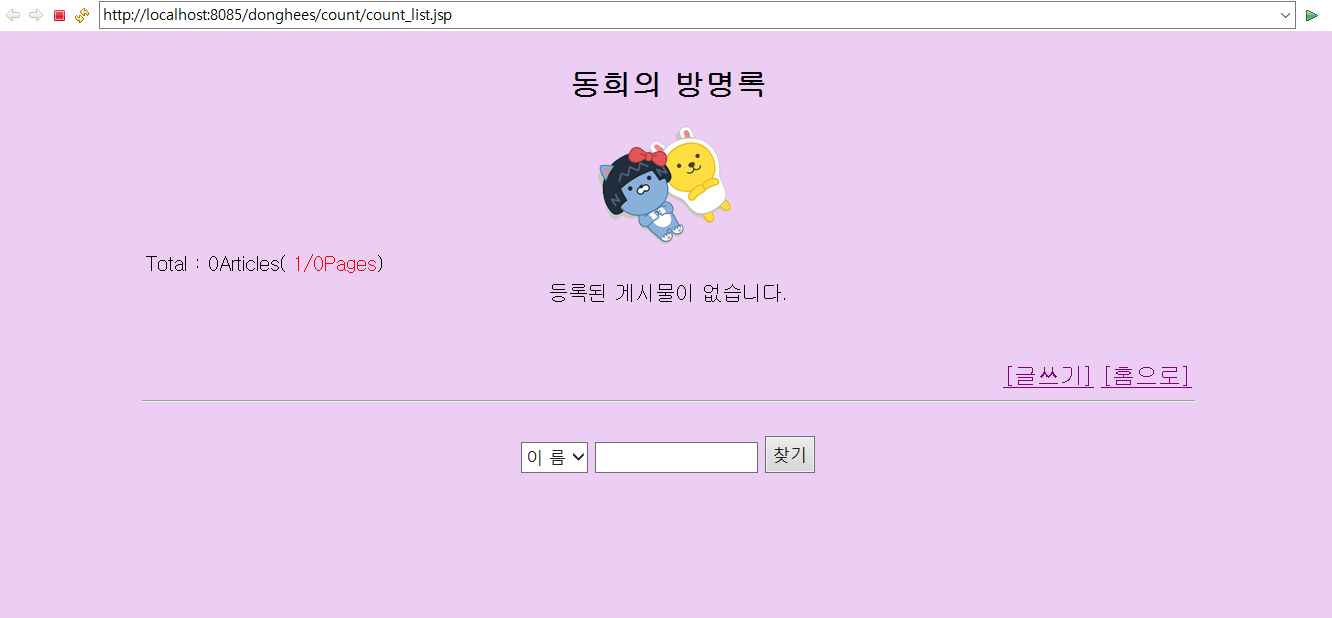 http://localhost:8085/donghees/count/count_list.jsp
동희의 방명록
Total : 0Articles( 1/0Pages)
등록된 게시물이 없습니다.
[글쓰기] [홈으로]
이 름 찾기